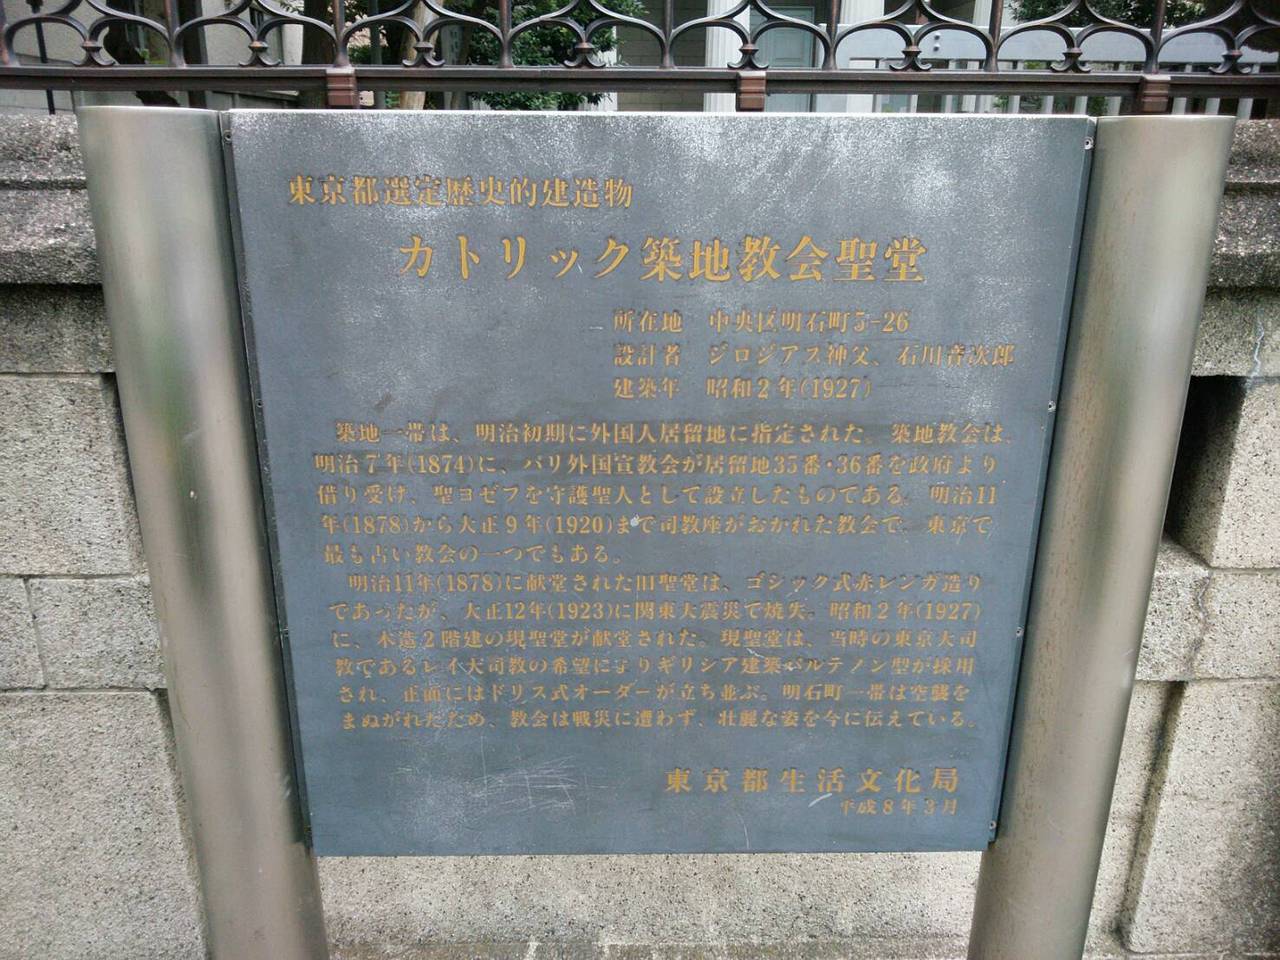 東京都選定歴史的建造物
カトリック築地教会聖堂
所在地 中央区明石町5-26
設計者 ジロジアス神父、石川音次郎
建築年 昭和2年(1927)
築地一帯は、明治初期に外国人居留地に指定された。築地教会は、
明治7年(1874)に、パリ外国宣教会が居留地35番・36番を政府より
借り受け、聖ヨゼフを守護聖人として設立したものである。明治11
年(1878)から大正9年(1920)まで司教座がおかれた教会で、東京で
最も古い教会の一つでもある。
明治11年(1878)に献堂された旧聖堂は、ゴシック式赤レンガ造り
であったが、大正12年(1923)に関東大震災で焼失。昭和2年(1927)
に、木造2階建の現聖堂が献堂された。現聖堂は、当時の東京大司
教であるレイ大司教の希望によりギリシア建築パルテノン型が採用
され、正面にはドリス式オーダーが立ち並ぶ。明石町一帯は空襲を
まぬがれたため、教会は戦災に遭わず、壮麗な姿を今に伝えている。
東京都生活文化局
平成8年3月